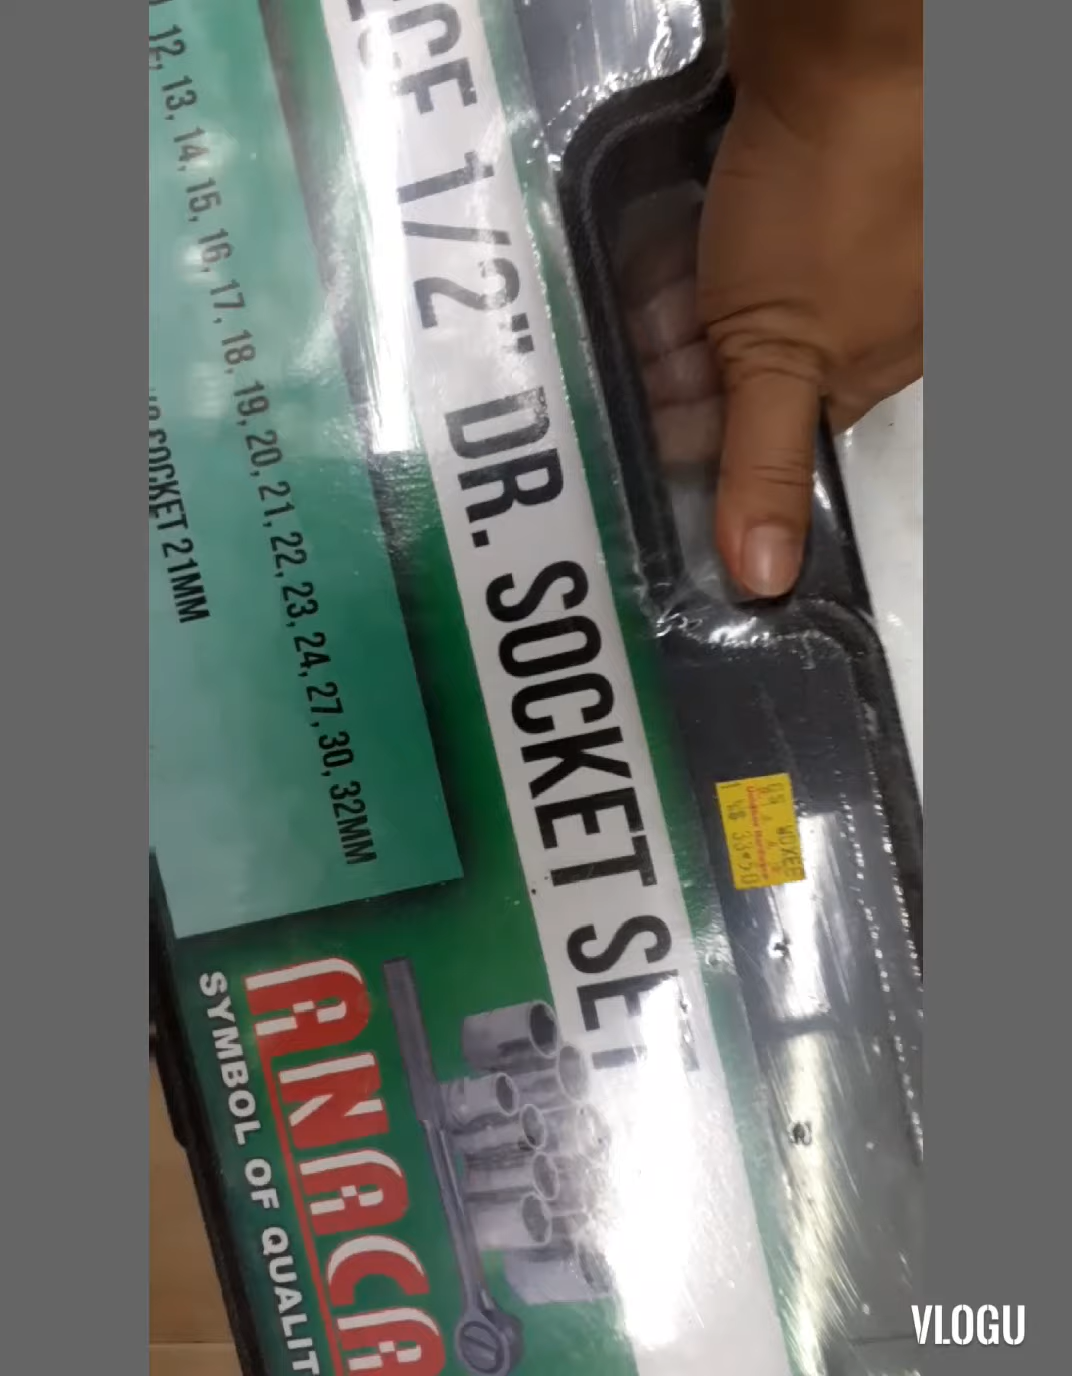 12, 13, 14, 15, 16, 17, 18, 19, 20, 21, 22, 23, 24, 27, 30, 32MM
SOCKET 21MM
1/2" DR. SOCKET SET
ANACA
SYMBOL OF QUALIT
VLOGU